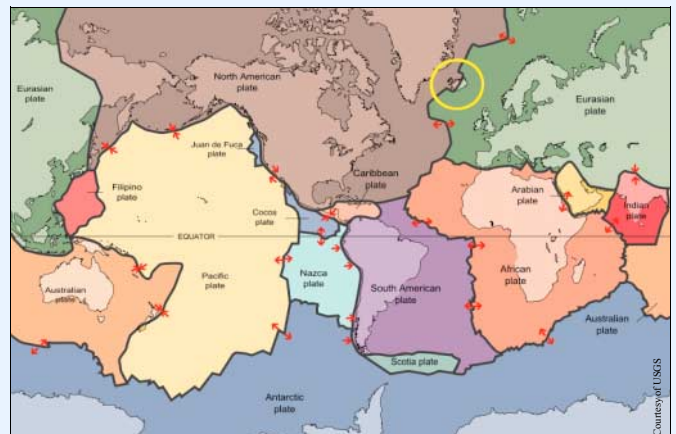 Eurasian
plate
North American
plate
Eurasian
plate
Juan de Fuca
plate
Caribbean
plate
Filipino
plate
Arabian
plate
Indian
plate
Cocos
plate
EQUATOR
Australian
plate
Pacific
plate
Nazca
plate
South American
plate
African
plate
Australian
plate
Scotia plate
Antarctic
plate
Courtesy of USGS